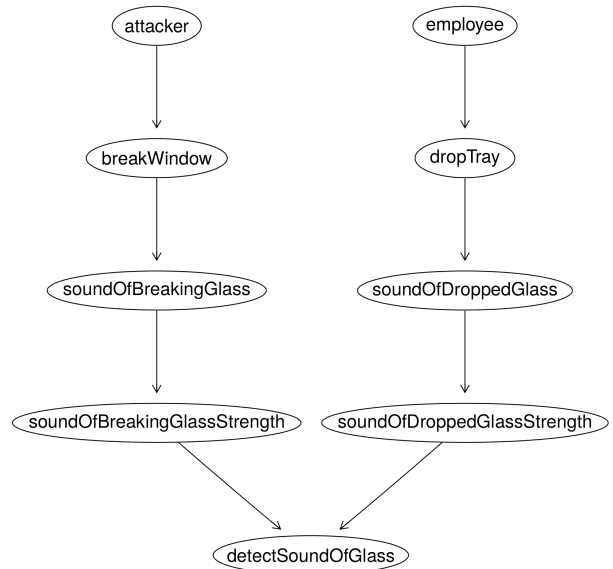 attacker
employee
breakWindow
dropTray
soundOfBreakingGlass
soundOfDroppedGlass
soundOfBreakingGlassStrength
soundOfDroppedGlassStrength
detectSoundOfGlass